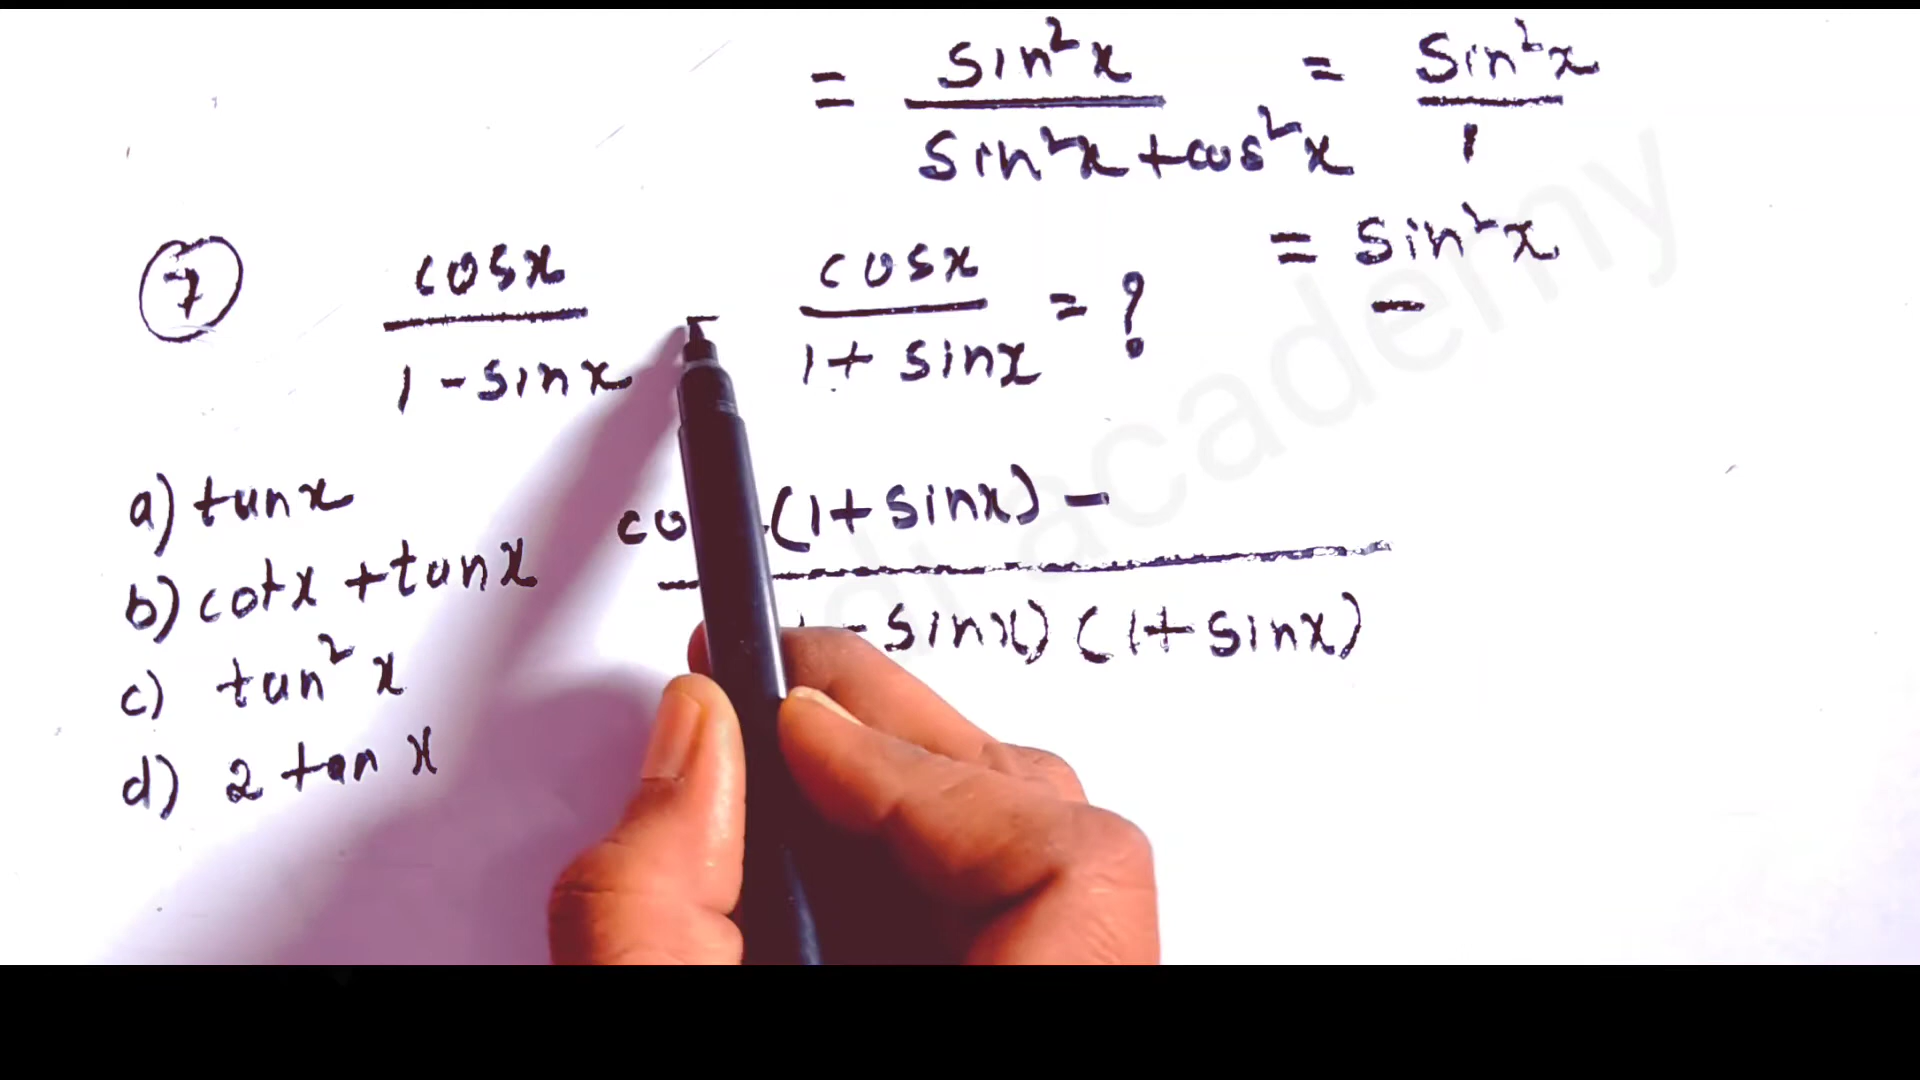 = sin²x / sin²x + cos²x = sin²x / 1
= sin²x
7 cosx / 1 - sinx - cosx / 1 + sinx = ?
a) tanx
b) cotx + tanx
c) tan²x
d) 2 tan x
(1 + sinx) -
- sinx) (1 + sinx)
academy